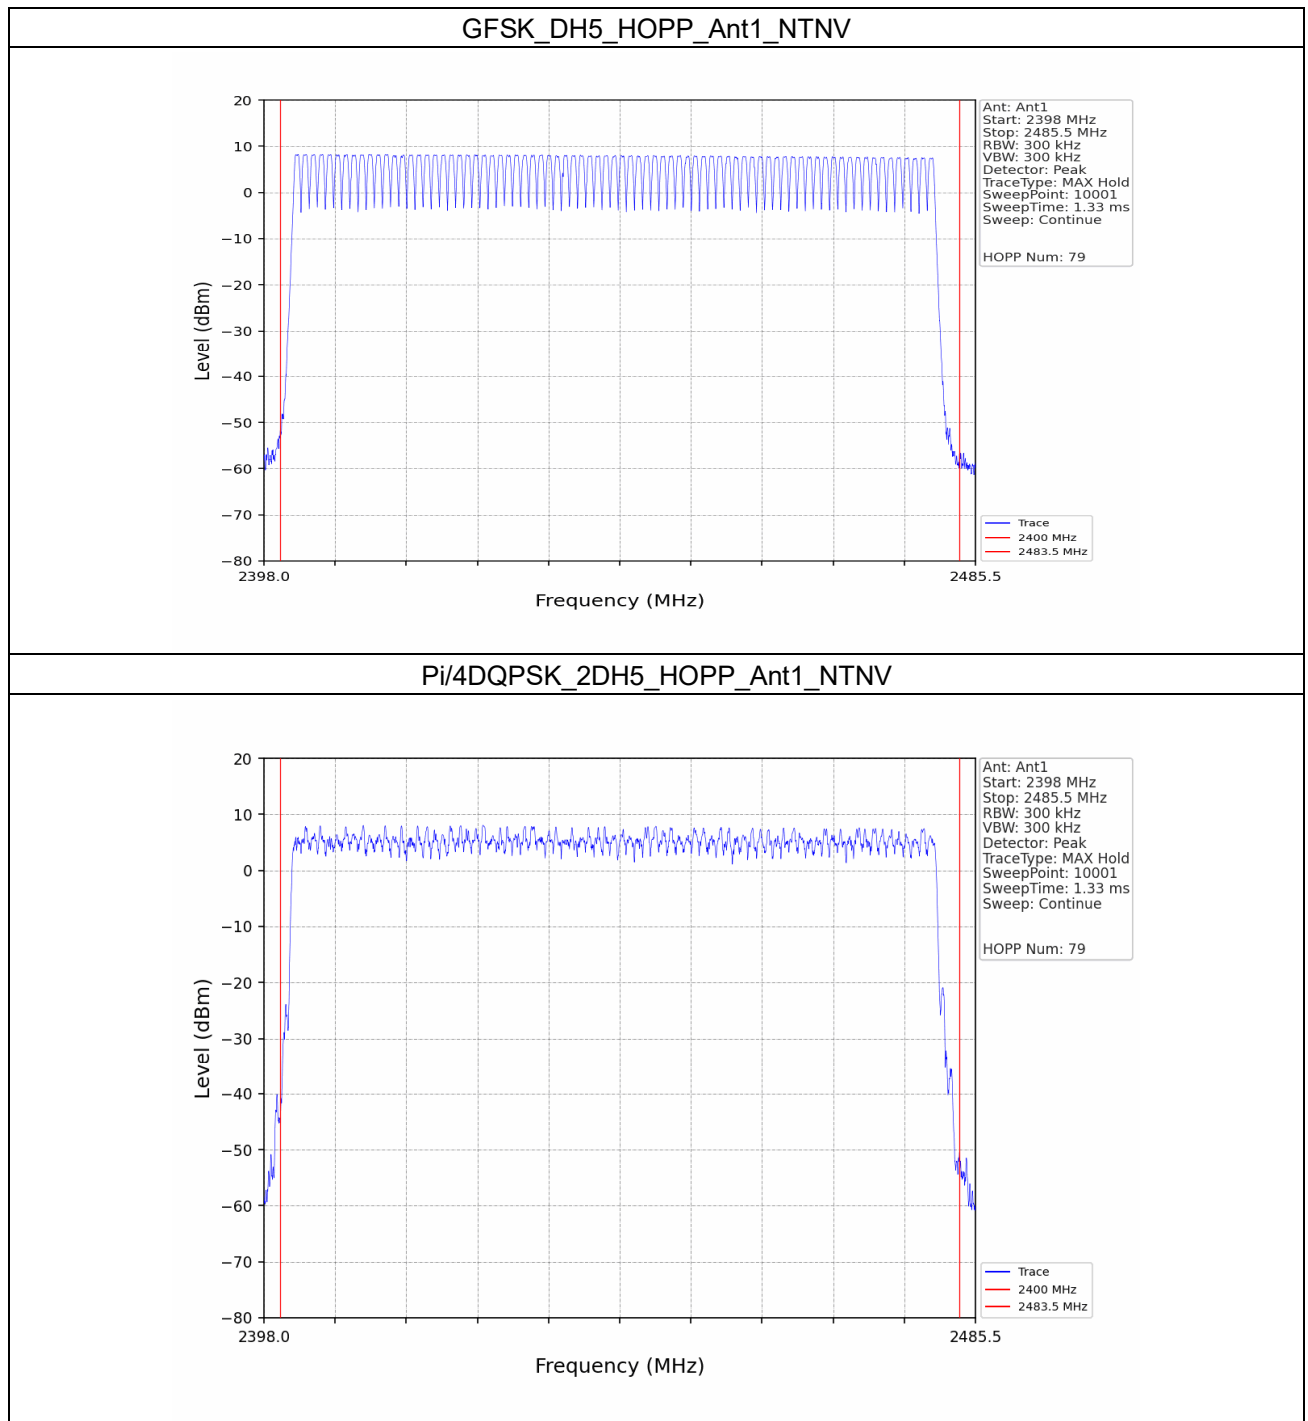 GFSK_DH5_HOPP_Ant1_NTNV
20
10
0
−10
−20
−30
−40
−50
−60
−70
−80
Level (dBm)
2398.0
2485.5
Frequency (MHz)
Ant: Ant1
Start: 2398 MHz
Stop: 2485.5 MHz
RBW: 300 kHz
VBW: 300 kHz
Detector: Peak
TraceType: MAX Hold
SweepPoint: 10001
SweepTime: 1.33 ms
Sweep: Continue
HOPP Num: 79
Trace
2400 MHz
2483.5 MHz
Pi/4DQPSK_2DH5_HOPP_Ant1_NTNV
20
10
0
−10
−20
−30
−40
−50
−60
−70
−80
Level (dBm)
2398.0
2485.5
Frequency (MHz)
Ant: Ant1
Start: 2398 MHz
Stop: 2485.5 MHz
RBW: 300 kHz
VBW: 300 kHz
Detector: Peak
TraceType: MAX Hold
SweepPoint: 10001
SweepTime: 1.33 ms
Sweep: Continue
HOPP Num: 79
Trace
2400 MHz
2483.5 MHz